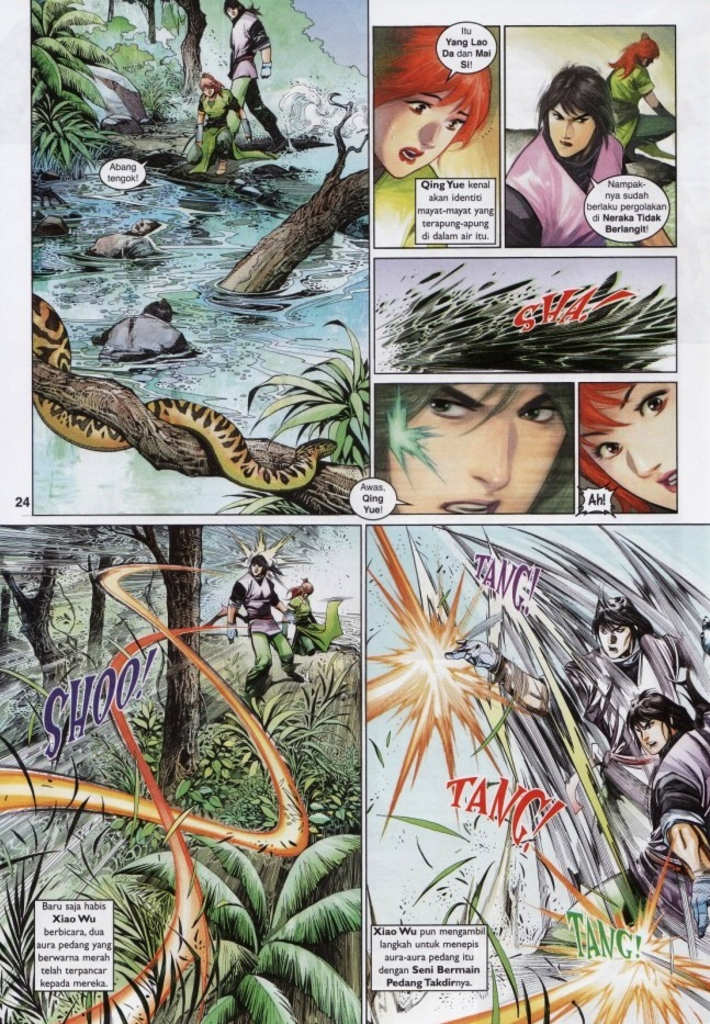 Abang
tengok!
Itu
Yang Lao
Da dan Mai
Si!
Qing Yue kenal
akan identiti
mayat-mayat yang
terapung-apung
di dalam air itu.
Nampak-
nya sudah
berlaku pergolakan
di Neraka Tidak
Berlangit!
SHA!
Awas,
Qing
Yue!
Ah!
24
SHOO!
Baru saja habis
Xiao Wu
berbicara, dua
aura pedang yang
berwarna merah
telah terpancar
kepada mereka.
TANG!
TANG!
TANG!
Xiao Wu pun mengambil
langkah untuk menepis
aura-aura pedang itu
dengan Seni Bermain
Pedang Takdirnya.